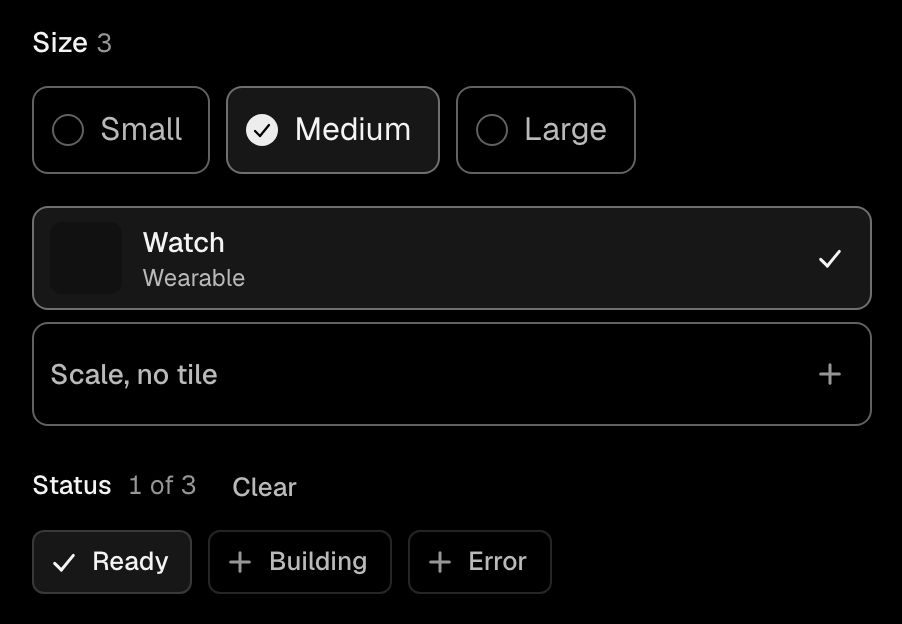 Size 3
Small Medium Large
Watch
Wearable
Scale, no tile
Status 1 of 3 Clear
Ready Building Error